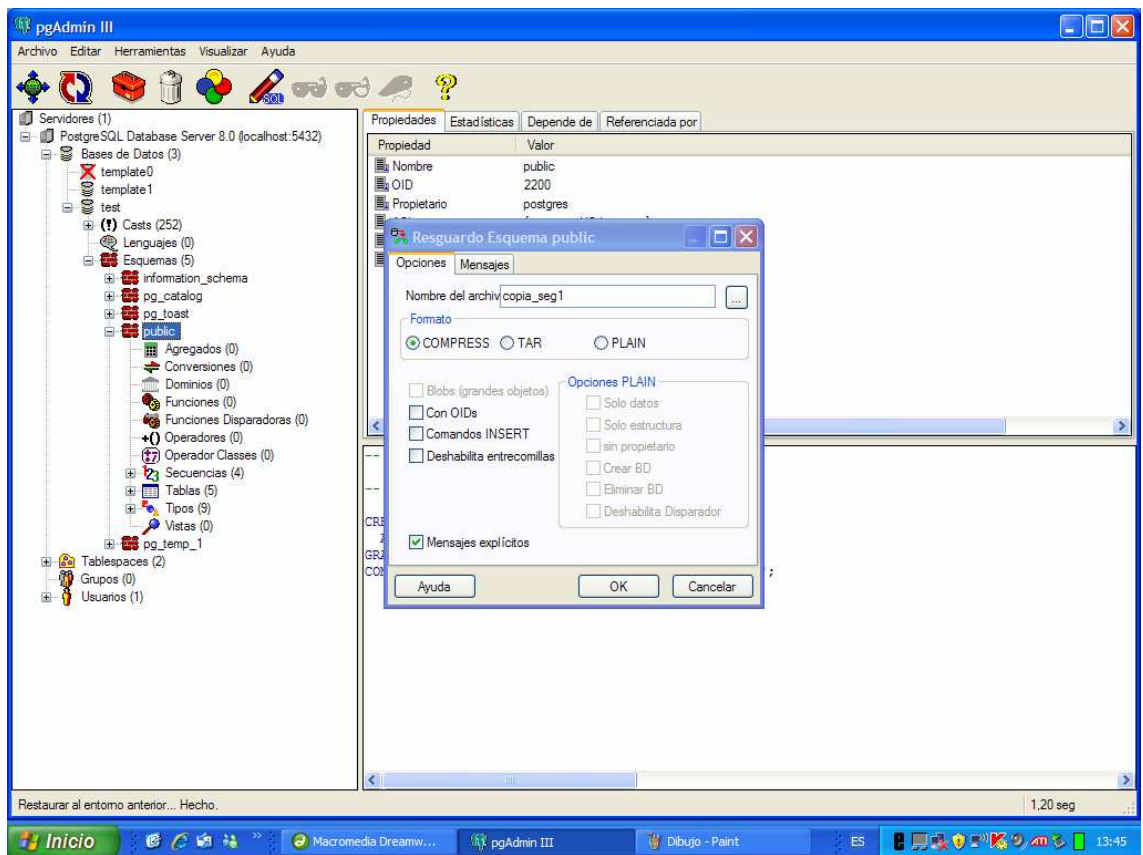 pgAdmin III
Archivo Editar Herramientas Visualizar Ayuda
SQL
Servidores (1)
PostgreSQL Database Server 8.0 (localhost:5432)
Bases de Datos (3)
template0
template1
test
Casts (252)
Lenguajes (0)
Esquemas (5)
information_schema
pg_catalog
pg_toast
public
Agregados (0)
Conversiones (0)
Dominios (0)
Funciones (0)
Funciones Disparadoras (0)
Operadores (0)
Operador Classes (0)
Secuencias (4)
Tablas (5)
Tipos (9)
Vistas (0)
pg_temp_1
Tablespaces (2)
Grupos (0)
Usuarios (1)
Propiedades Estadísticas Depende de Referenciada por
Propiedad Valor
Nombre public
OID 2200
Propietario postgres
Resguardo Esquema public
Opciones Mensajes
Nombre del archiv copia_seg1 ...
Formato
COMPRESS TAR PLAIN
Blobs (grandes objetos)
Con OIDs
Comandos INSERT
Deshabilita entrecomillas
Opciones PLAIN
Solo datos
Solo estructura
sin propietario
Crear BD
Eliminar BD
Deshabilita Disparador
Mensajes explícitos
Ayuda OK Cancelar
--
--
CRE
GRA
COM
;
Restaurar al entorno anterior... Hecho. 1,20 seg
Inicio Macromedia Dreamw... pgAdmin III Dibujo - Paint ES 13:45